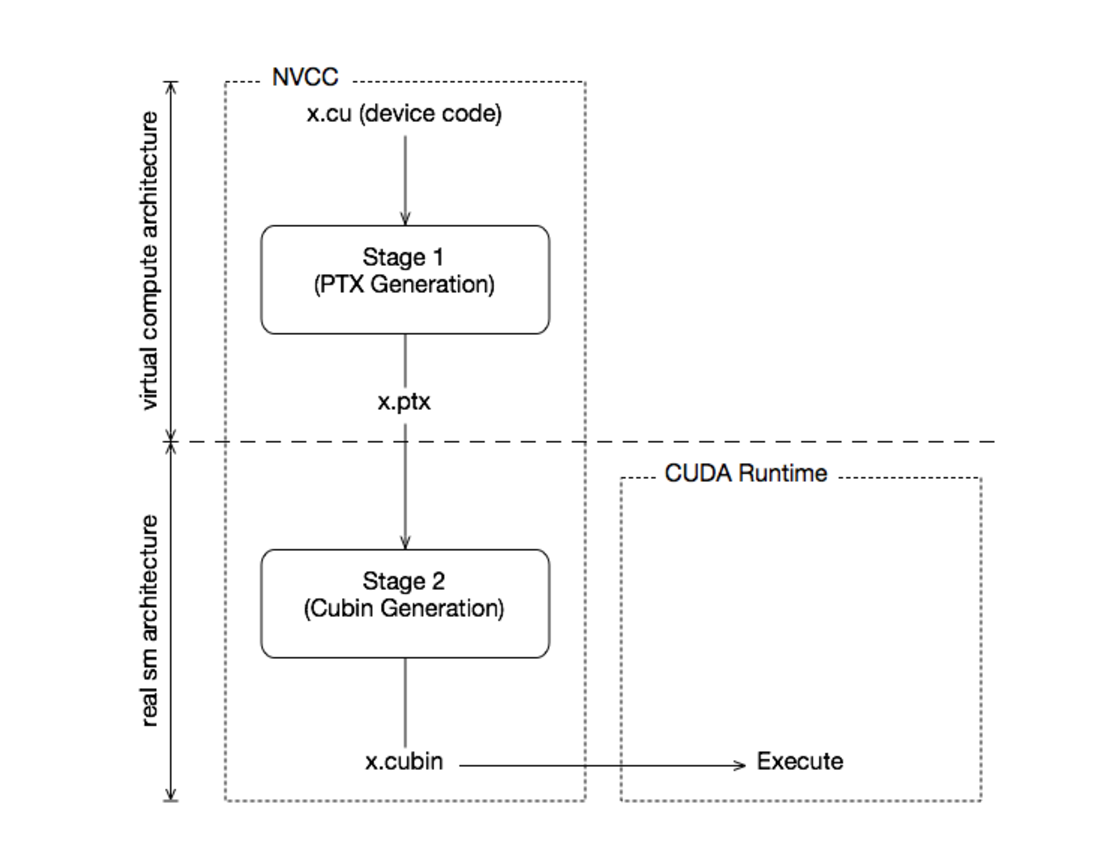 NVCC
x.cu (device code)
virtual compute architecture
Stage 1
(PTX Generation)
x.ptx
CUDA Runtime
real sm architecture
Stage 2
(Cubin Generation)
x.cubin
Execute